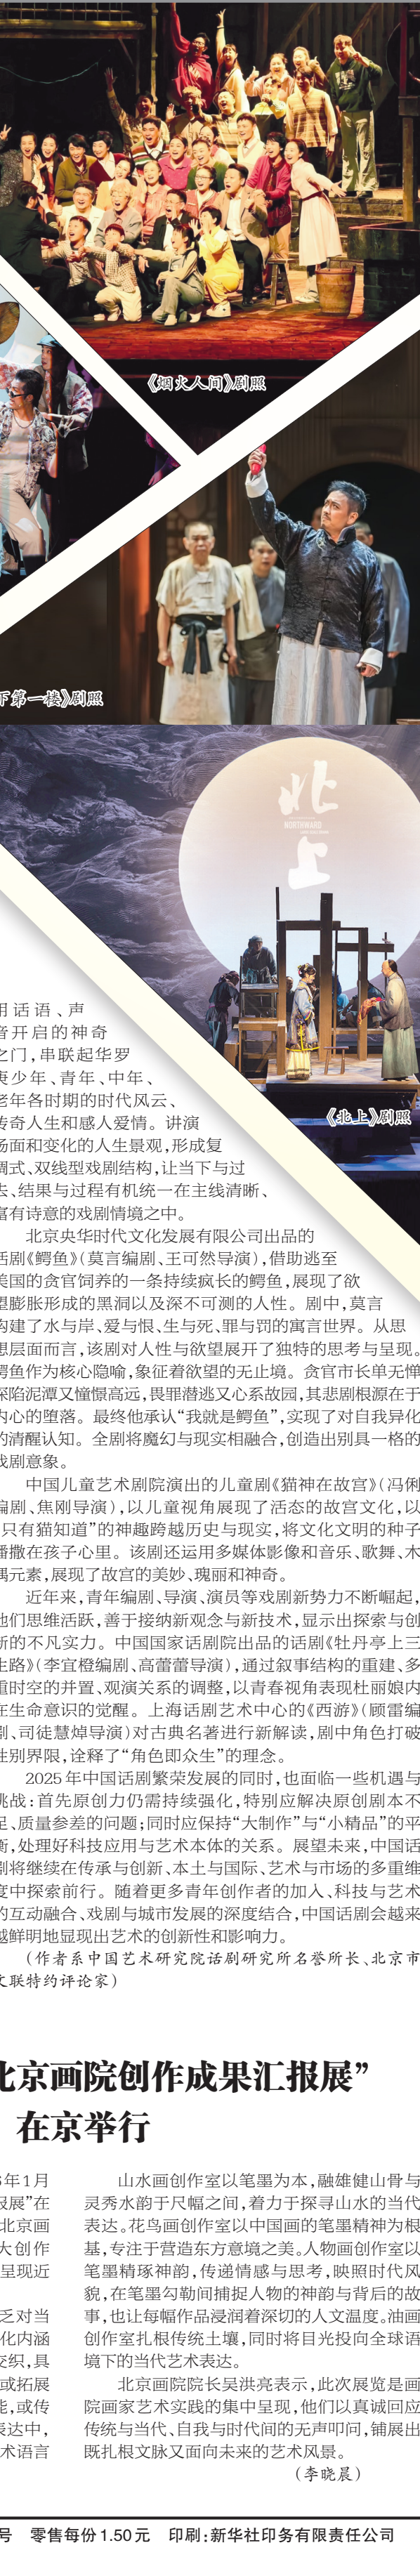 《烟火人间》剧照
下第一楼》剧照
北上
NORTHWARD
《北上》剧照
用话语、声
音开启的神奇
之门，串联起华罗
庚少年、青年、中年、
老年各时期的时代风云、
传奇人生和感人爱情。讲演
场面和变化的人生景观，形成复
调式、双线型戏剧结构，让当下与过
去、结果与过程有机统一在主线清晰、
富有诗意的戏剧情境之中。
北京央华时代文化发展有限公司出品的
话剧《鳄鱼》（莫言编剧、王可然导演），借助逃至
美国的贪官饲养的一条持续疯长的鳄鱼，展现了欲
望膨胀形成的黑洞以及深不可测的人性。剧中，莫言
构建了水与岸、爱与恨、生与死、罪与罚的寓言世界。从思
想层面而言，该剧对人性与欲望展开了独特的思考与呈现。
鳄鱼作为核心隐喻，象征着欲望的无止境。贪官市长单无惮
深陷泥潭又憧憬高远，畏罪潜逃又心系故园，其悲剧根源在于
内心的堕落。最终他承认“我就是鳄鱼”，实现了对自我异化
的清醒认知。全剧将魔幻与现实相融合，创造出别具一格的
戏剧意象。
中国儿童艺术剧院演出的儿童剧《猫神在故宫》（冯俐
编剧、焦刚导演），以儿童视角展现了活态的故宫文化，以
“只有猫知道”的神趣跨越历史与现实，将文化文明的种子
播撒在孩子心里。该剧还运用多媒体影像和音乐、歌舞、木
偶元素，展现了故宫的美妙、瑰丽和神奇。
近年来，青年编剧、导演、演员等戏剧新势力不断崛起，
他们思维活跃，善于接纳新观念与新技术，显示出探索与创
新的不凡实力。中国国家话剧院出品的话剧《牡丹亭上三
生路》（李宜橙编剧、高蕾蕾导演），通过叙事结构的重建、多
重时空的并置、观演关系的调整，以青春视角表现杜丽娘内
在生命意识的觉醒。上海话剧艺术中心的《西游》（顾雷编
剧、司徒慧焯导演）对古典名著进行新解读，剧中角色打破
性别界限，诠释了“角色即众生”的理念。
2025年中国话剧繁荣发展的同时，也面临一些机遇与
挑战：首先原创力仍需持续强化，特别应解决原创剧本不
足、质量参差的问题；同时应保持“大制作”与“小精品”的平
衡，处理好科技应用与艺术本体的关系。展望未来，中国话
剧将继续在传承与创新、本土与国际、艺术与市场的多重维
度中探索前行。随着更多青年创作者的加入、科技与艺术
的互动融合、戏剧与城市发展的深度结合，中国话剧会越来
越鲜明地显现出艺术的创新性和影响力。
（作者系中国艺术研究院话剧研究所名誉所长、北京市
文联特约评论家）
北京画院创作成果汇报展”
在京举行
年1月
报展”在
北京画
大创作
呈现近
乏对当
化内涵
交织，具
或拓展
能，或传
表达中，
术语言
山水画创作室以笔墨为本，融雄健山骨与
灵秀水韵于尺幅之间，着力于探寻山水的当代
表达。花鸟画创作室以中国画的笔墨精神为根
基，专注于营造东方意境之美。人物画创作室以
笔墨精琢神韵，传递情感与思考，映照时代风
貌，在笔墨勾勒间捕捉人物的神韵与背后的故
事，也让每幅作品浸润着深切的人文温度。油画
创作室扎根传统土壤，同时将目光投向全球语
境下的当代艺术表达。
北京画院院长吴洪亮表示，此次展览是画
院画家艺术实践的集中呈现，他们以真诚回应
传统与当代、自我与时代间的无声叩问，铺展出
既扎根文脉又面向未来的艺术风景。
（李晓晨）
号 零售每份1.50元 印刷：新华社印务有限责任公司